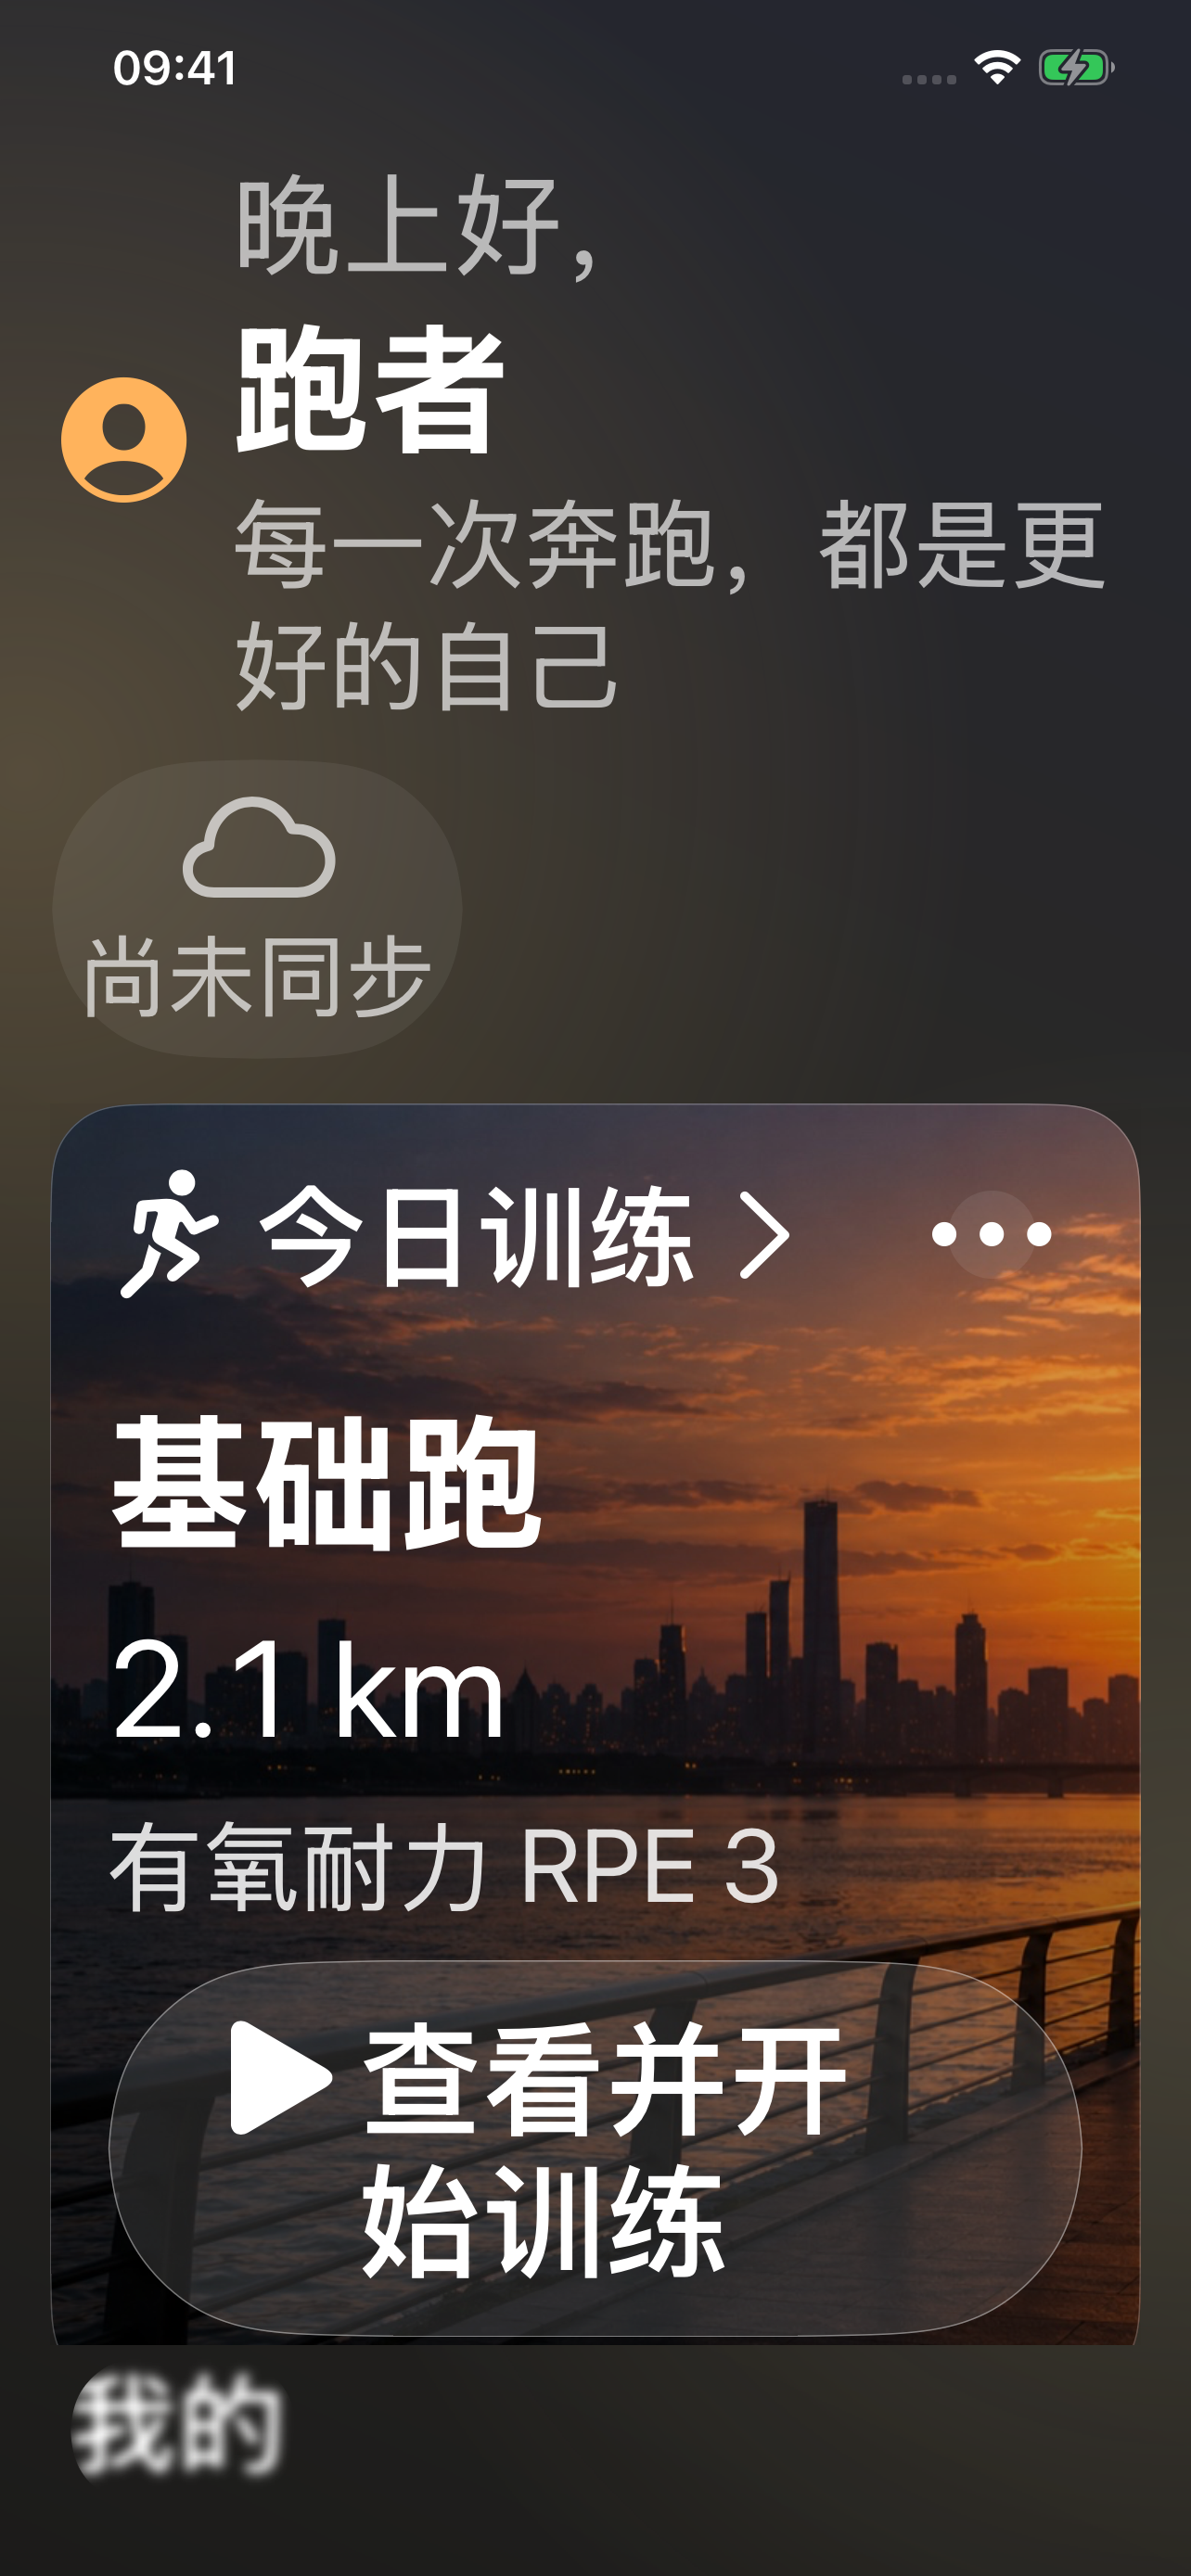 09:41
晚上好，
跑者
每一次奔跑，都是更
好的自己
尚未同步
今日训练
基础跑
2.1 km
有氧耐力 RPE 3
查看并开
始训练
我的